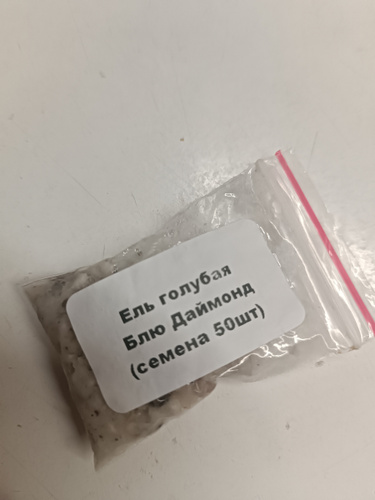 Ель голубая
Блю Даймонд
(семена 50шт)